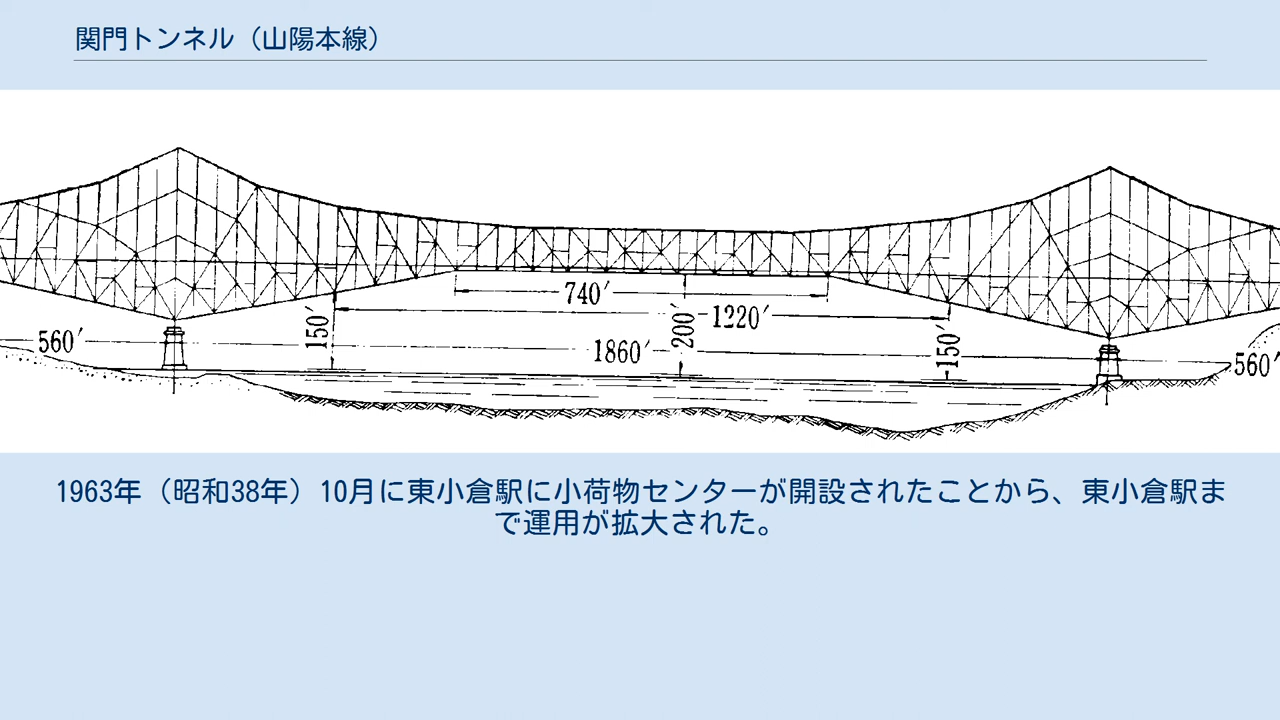 関門トンネル（山陽本線）
740′
1220′
150′
200′
150′
560′
1860′
560′
1963年（昭和38年）10月に東小倉駅に小荷物センターが開設されたことから、東小倉駅ま
で運用が拡大された。